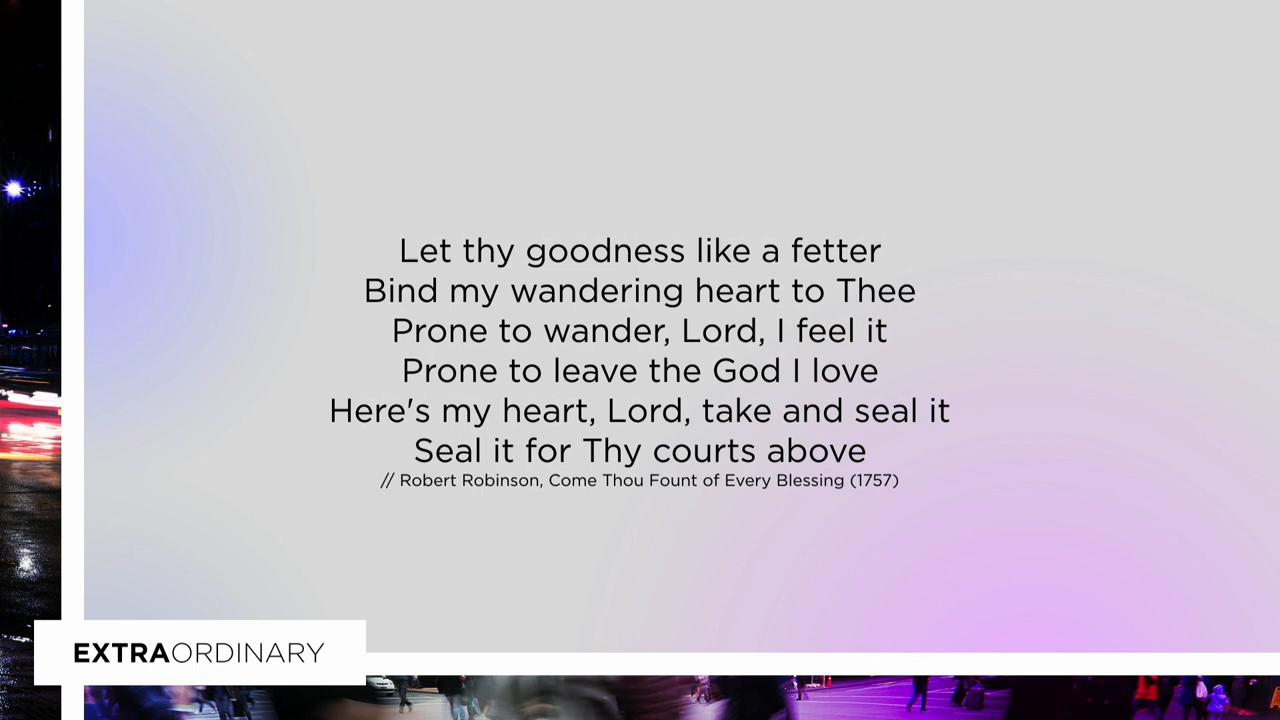 Let thy goodness like a fetter
Bind my wandering heart to Thee
Prone to wander, Lord, I feel it
Prone to leave the God I love
Here's my heart, Lord, take and seal it
Seal it for Thy courts above
// Robert Robinson, Come Thou Fount of Every Blessing (1757)
EXTRAORDINARY